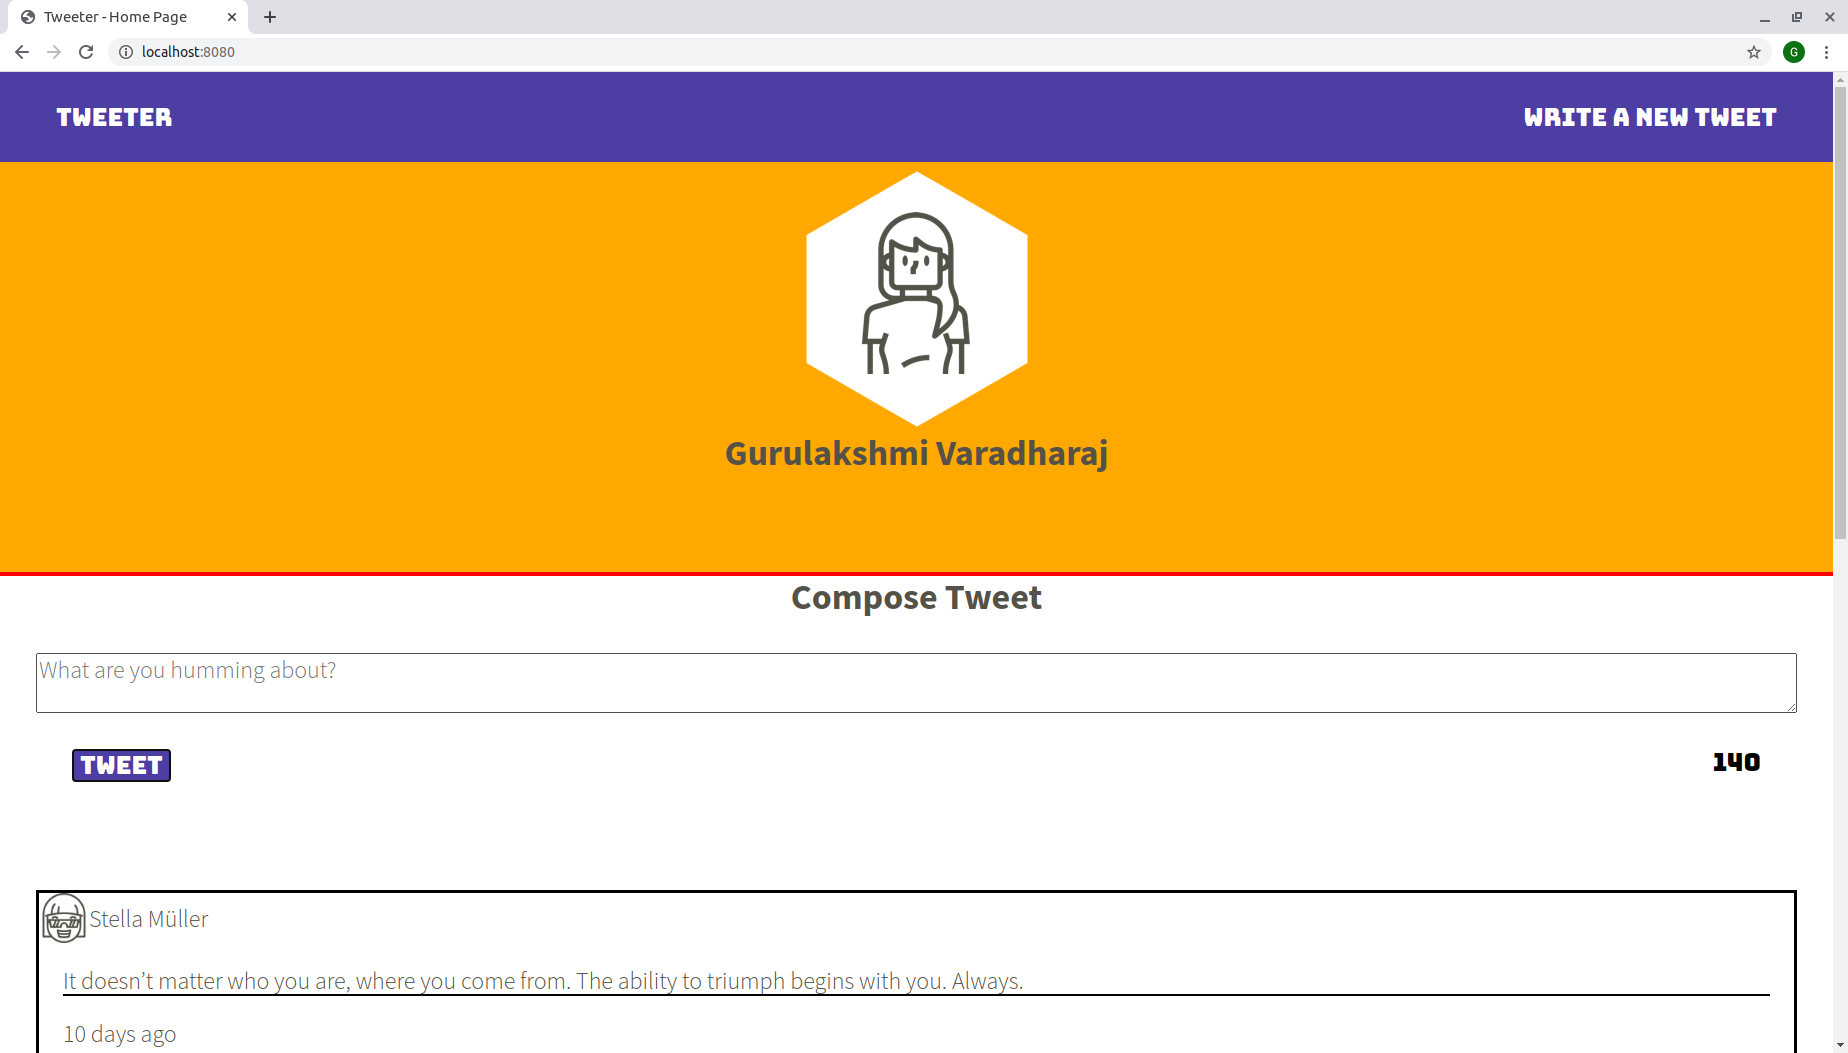 Tweeter - Home Page
localhost:8080
G
TWEETER
WRITE A NEW TWEET
Gurulakshmi Varadharaj
Compose Tweet
What are you humming about?
TWEET
140
Stella Müller
It doesn’t matter who you are, where you come from. The ability to triumph begins with you. Always.
10 days ago